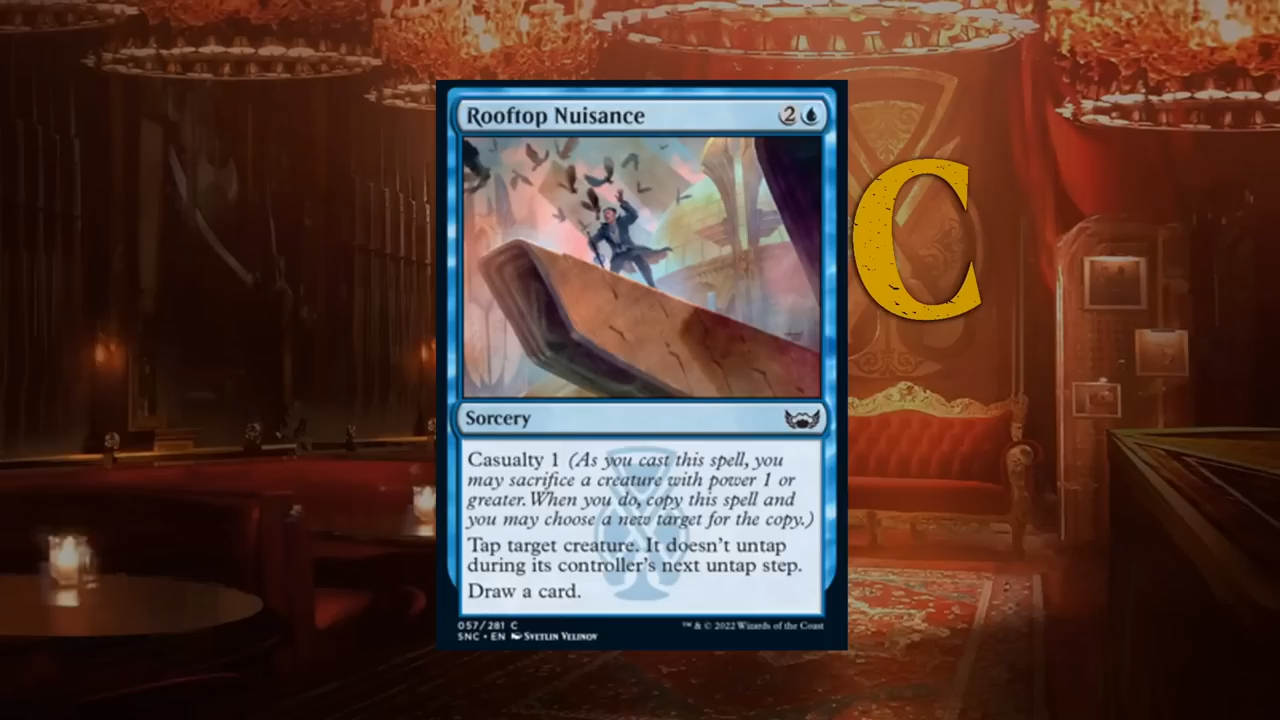 Rooftop Nuisance 2
C
Sorcery
Casualty 1 (As you cast this spell, you
may sacrifice a creature with power 1 or
greater. When you do, copy this spell and
you may choose a new target for the copy.)
Tap target creature. It doesn't untap
during its controller's next untap step.
Draw a card.
057/281 C
SNC • EN Svetlin Velinov
™ & © 2022 Wizards of the Coast